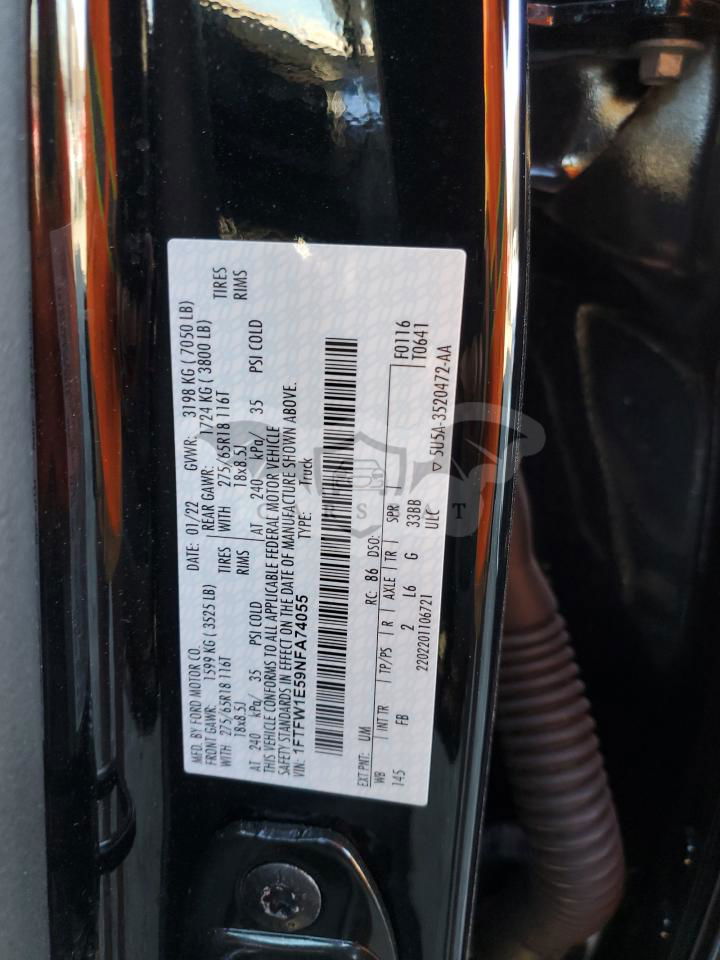 MFD. BY FORD MOTOR CO.
DATE: 01/22 GVWR: 3198 KG ( 7050 LB)
FRONT GAWR: 1599 KG ( 3525 LB)
REAR GAWR: 1724 KG ( 3800 LB)
WITH 275/65R18 116T TIRES
WITH 275/65R18 116T TIRES
18x8.5J RIMS
18x8.5J RIMS
AT 240 kPa/ 35 PSI COLD
AT 240 kPa/ 35 PSI COLD
THIS VEHICLE CONFORMS TO ALL APPLICABLE FEDERAL MOTOR VEHICLE
SAFETY STANDARDS IN EFFECT ON THE DATE OF MANUFACTURE SHOWN ABOVE.
VIN: 1FTFW1E59NFA74055 TYPE: Truck
EXT PNT: UM RC: 86 DSO: F0116
WB INT TR TP/PS R AXLE TR SPR T0641
145 FB 2 L6 G 33BB
ULC
2202201106721 5U5A-3520472-AA